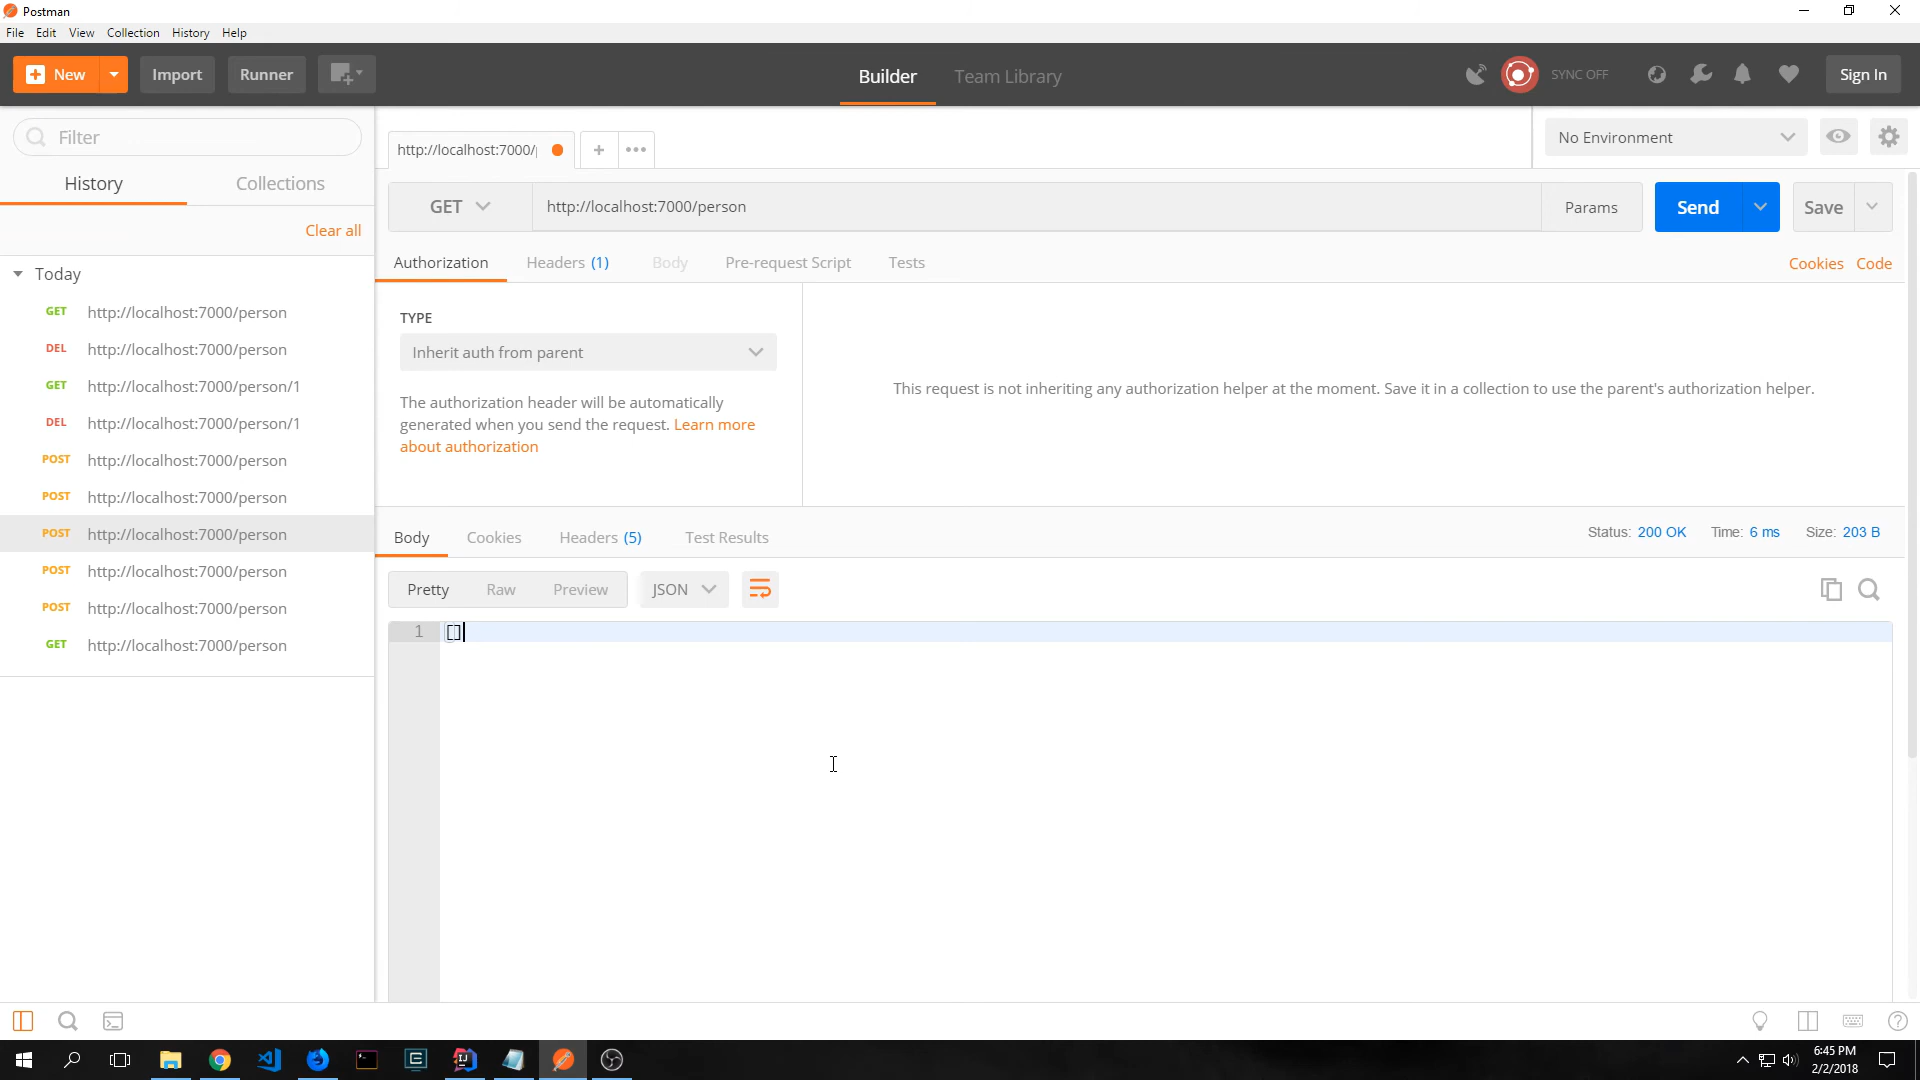 Postman
File Edit View Collection History Help
New Import Runner Builder Team Library SYNC OFF Sign In
Filter
History Collections
Clear all
Today
GET http://localhost:7000/person
DEL http://localhost:7000/person
GET http://localhost:7000/person/1
DEL http://localhost:7000/person/1
POST http://localhost:7000/person
POST http://localhost:7000/person
POST http://localhost:7000/person
POST http://localhost:7000/person
POST http://localhost:7000/person
GET http://localhost:7000/person
http://localhost:7000/
No Environment
GET http://localhost:7000/person Params Send Save
Authorization Headers (1) Body Pre-request Script Tests Cookies Code
TYPE
Inherit auth from parent
The authorization header will be automatically
generated when you send the request. Learn more
about authorization
This request is not inheriting any authorization helper at the moment. Save it in a collection to use the parent's authorization helper.
Body Cookies Headers (5) Test Results Status: 200 OK Time: 6 ms Size: 203 B
Pretty Raw Preview JSON
1 []
6:45 PM
2/2/2018